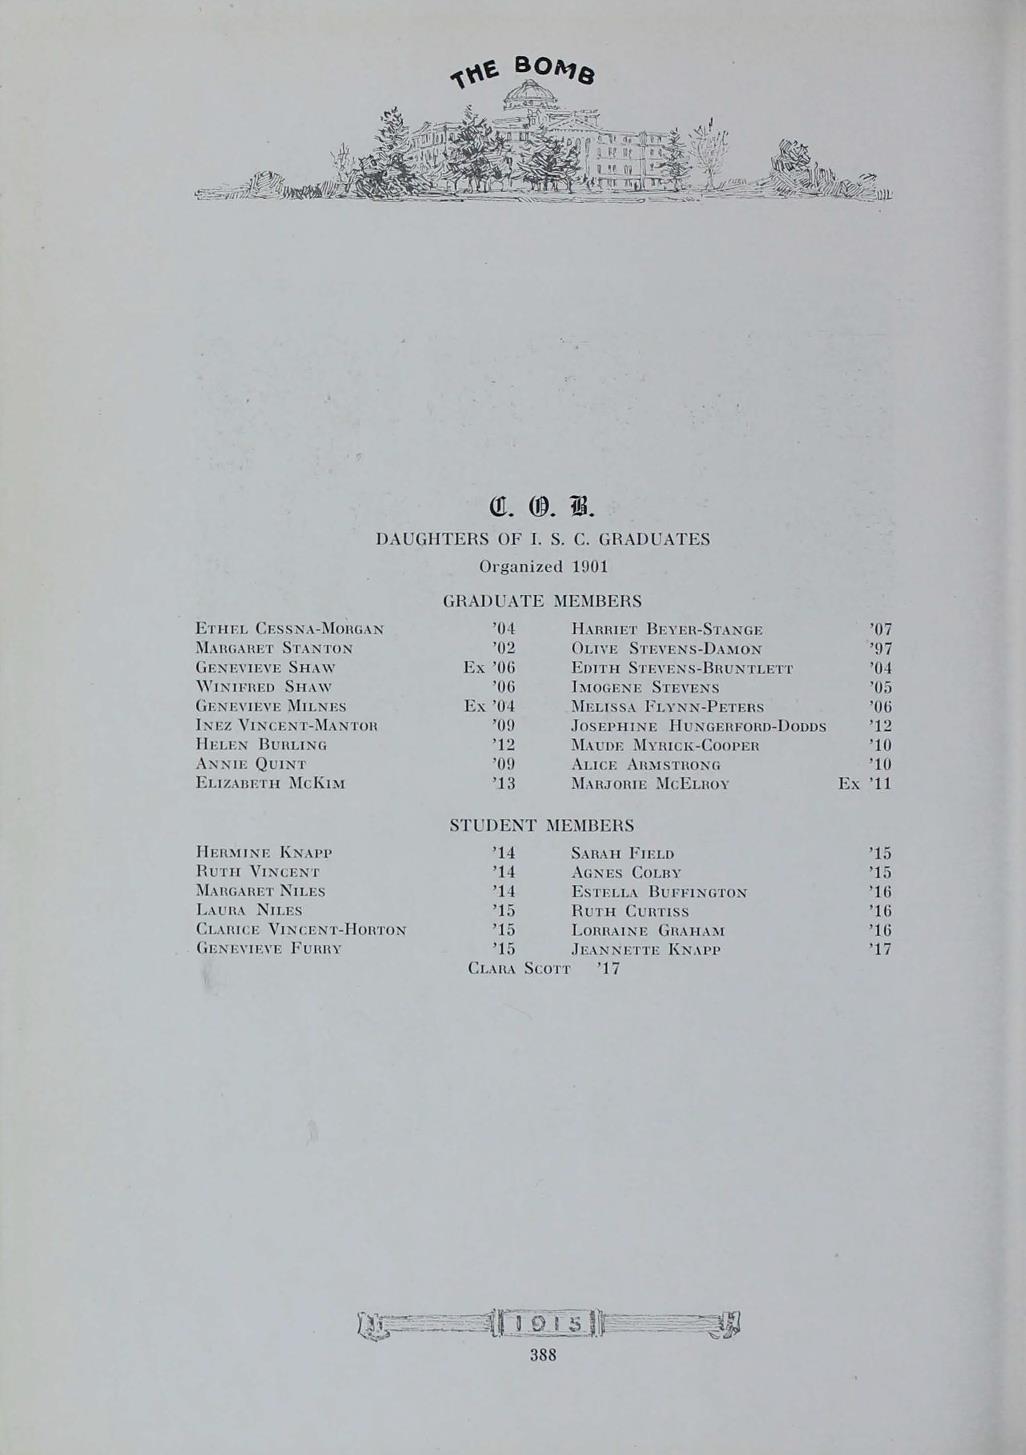 THE BOMB
C. O. B.
DAUGHTERS OF I. S. C. GRADUATES
Organized 1901
GRADUATE MEMBERS
ETHEL CESSNA-MORGAN '04 HARRIET BEYER-STANGE '07
MARGARET STANTON '02 OLIVE STEVENS-DAMON '97
GENEVIEVE SHAW Ex '06 EDITH STEVENS-BRUNTLETT '04
WINIFRED SHAW '06 IMOGENE STEVENS '05
GENEVIEVE MILNES Ex '04 MELISSA FLYNN-PETERS '06
INEZ VINCENT-MANTOR '09 JOSEPHINE HUNGERFORD-DODDS '12
HELEN BURLING '12 MAUDE MYRICK-COOPER '10
ANNIE QUINT '09 ALICE ARMSTRONG '10
ELIZABETH MCKIM '13 MARJORIE MCELROY Ex '11
STUDENT MEMBERS
HERMINE KNAPP '14 SARAH FIELD '15
RUTH VINCENT '14 AGNES COLBY '15
MARGARET NILES '14 ESTELLA BUFFINGTON '16
LAURA NILES '15 RUTH CURTISS '16
CLARICE VINCENT-HORTON '15 LORRAINE GRAHAM '16
GENEVIEVE FURRY '15 JEANNETTE KNAPP '17
CLARA SCOTT '17
1915
388